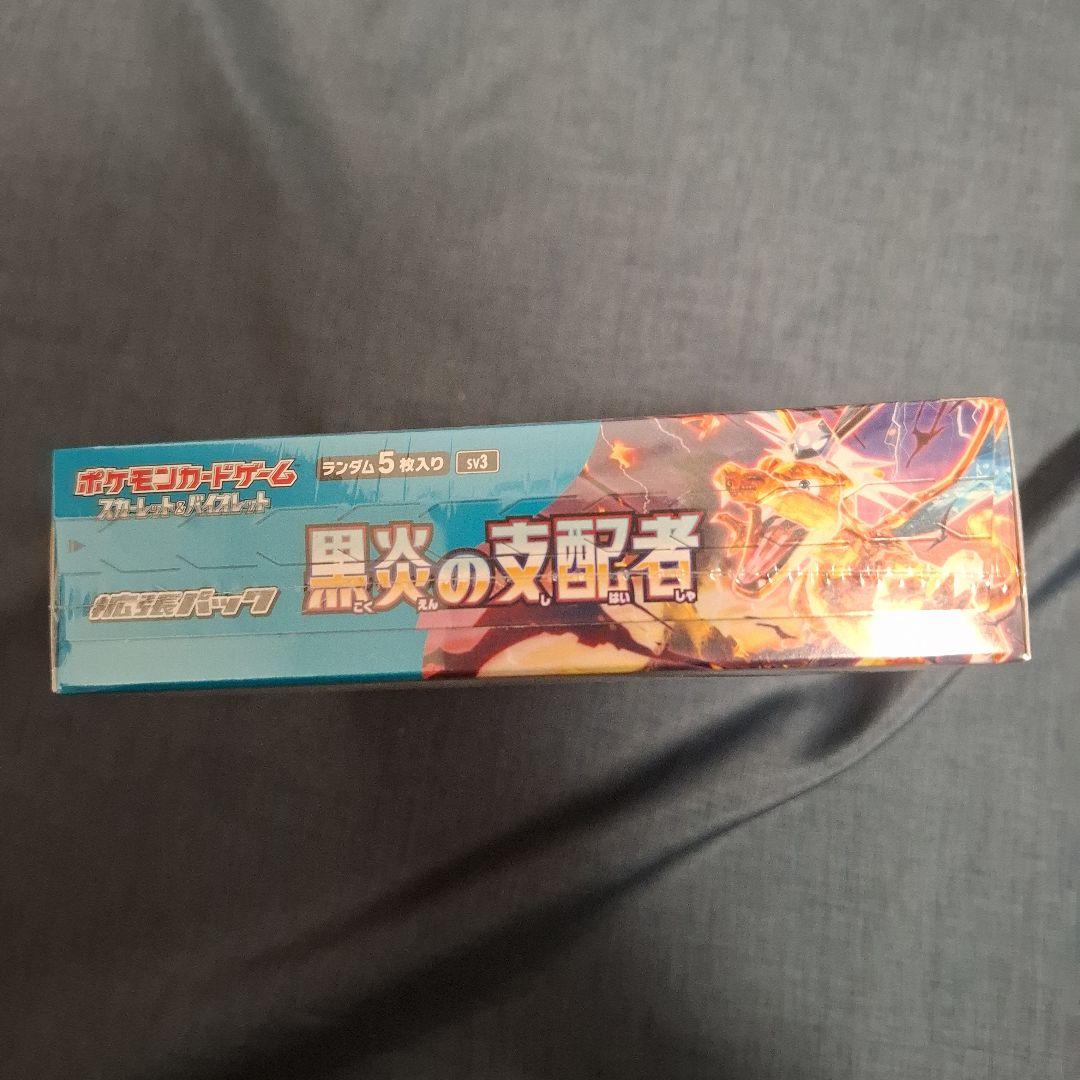 ポケモンカードゲーム
スカーレット&バイオレット
ランダム5枚入り
sv3
拡張パック
黒炎の支配者
こくえんしはいしゃ